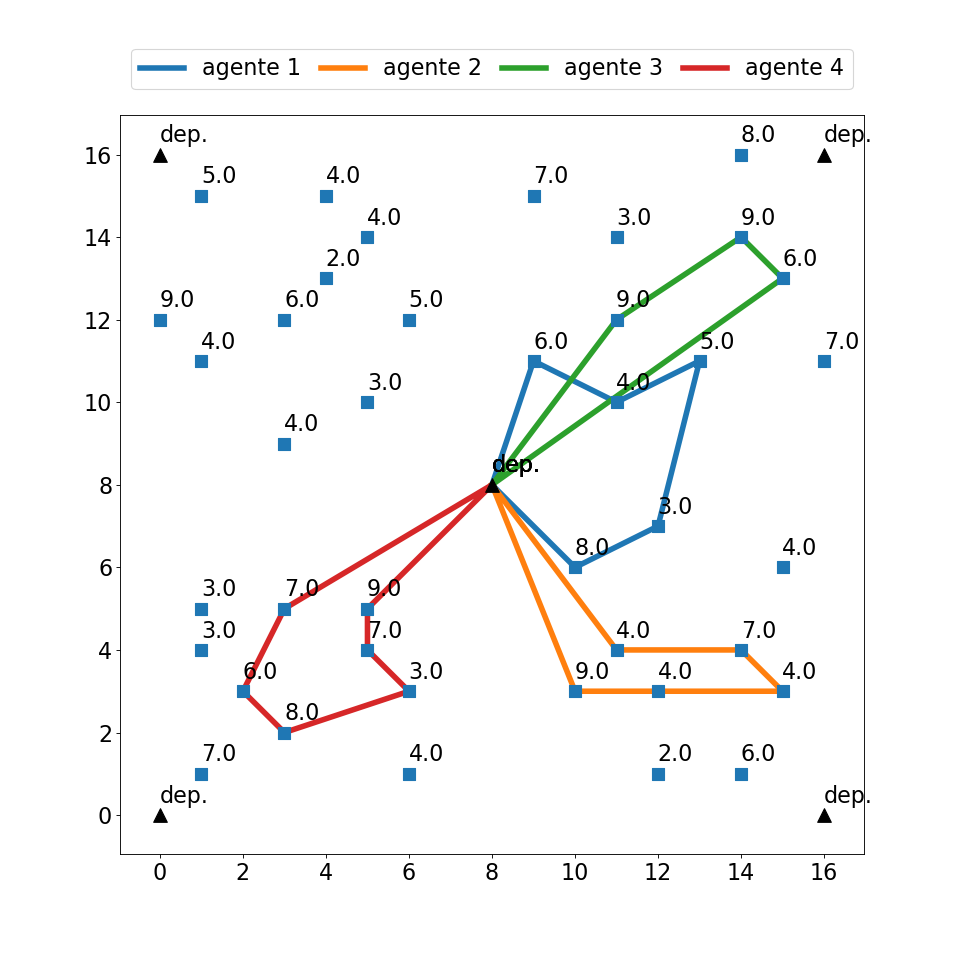 agente 1 agente 2 agente 3 agente 4
dep. 8.0 dep.
16
5.0 4.0 7.0
4.0 3.0 9.0
14
2.0 6.0
9.0 6.0 5.0 9.0
12
4.0 6.0 5.0 7.0
3.0 4.0
10
4.0
dep. dep.
8
3.0
8.0 4.0
6
3.0 7.0 9.0
3.0 7.0 4.0 7.0
4
6.0 3.0 9.0 4.0 4.0
8.0
2
7.0 4.0 2.0 6.0
dep. dep.
0
0 2 4 6 8 10 12 14 16